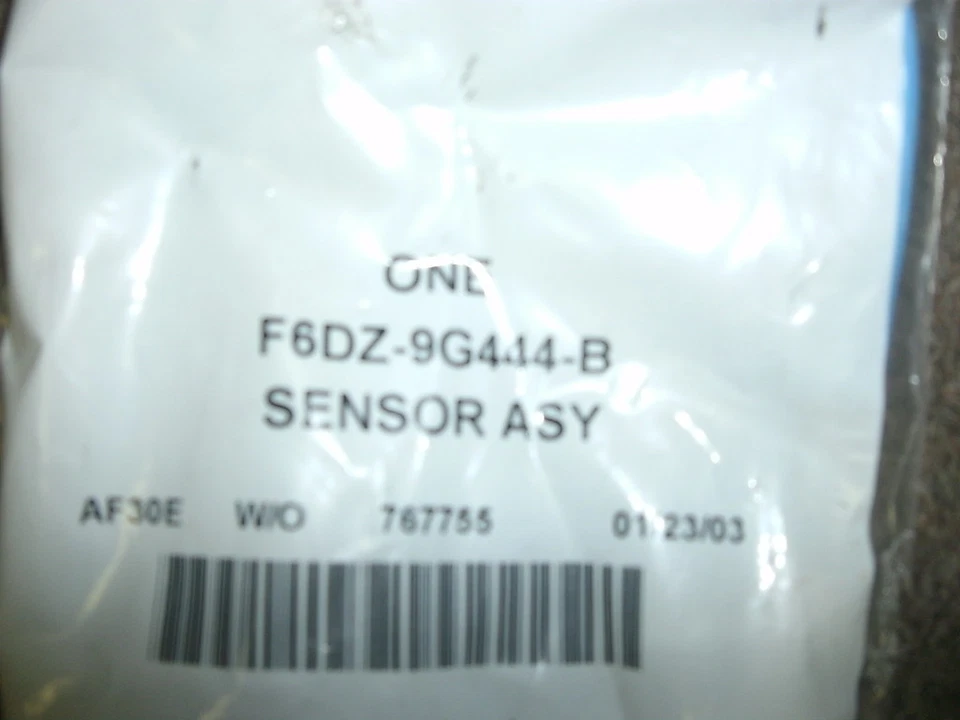 ONE
F6DZ-9G444-B
SENSOR ASY
AF30E W/O 767755 01/23/03